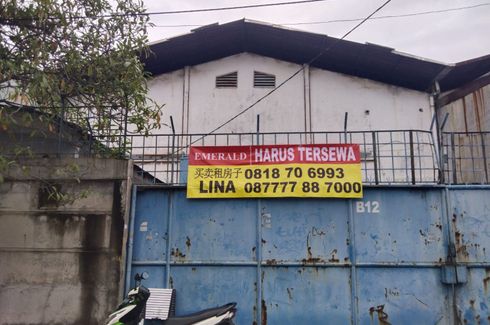 EMERALD HARUS TERSEWA
买卖租房子 0818 70 6993
LINA 087777 88 7000
B12